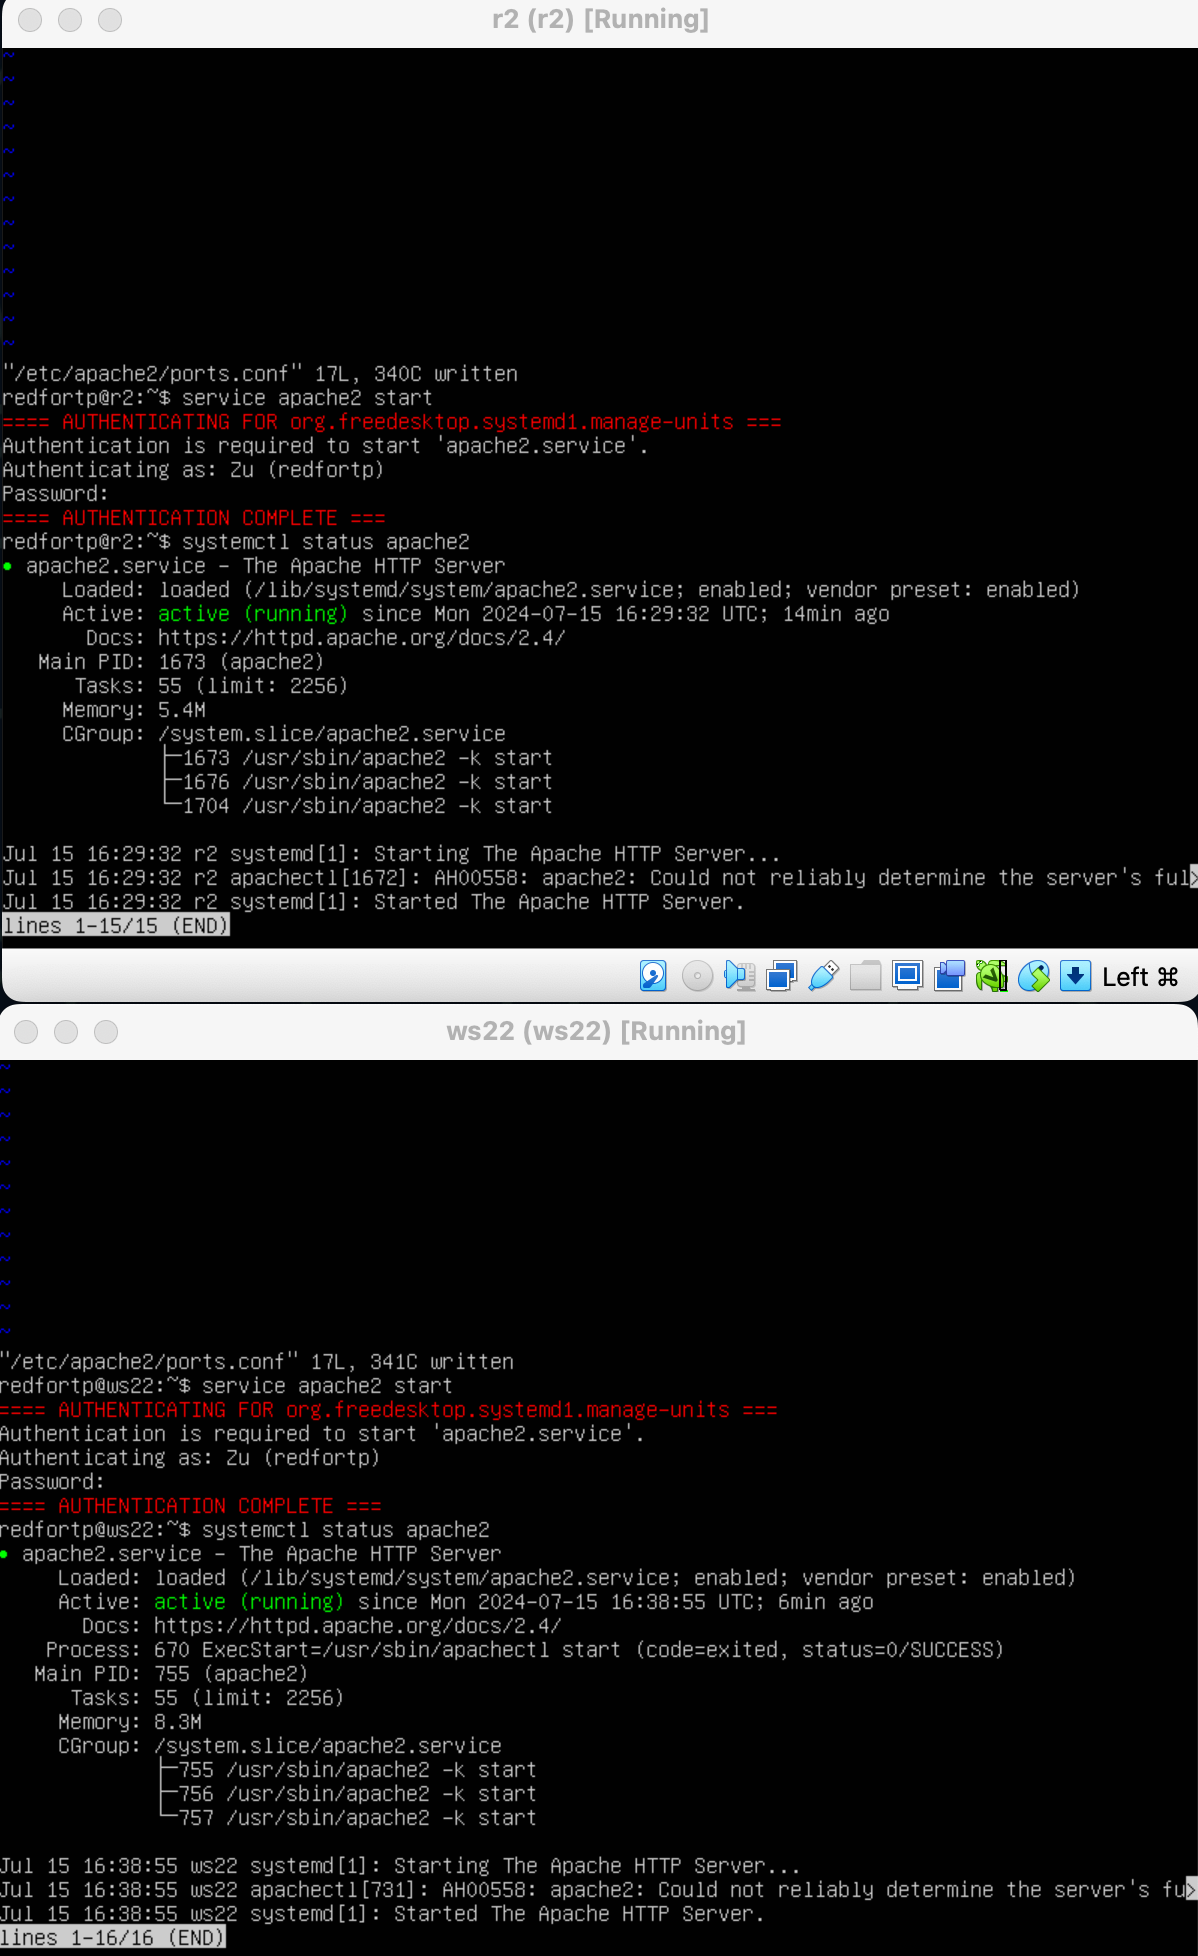 r2 (r2) [Running]
~
~
~
~
~
~
~
~
~
~
~
~
~
"/etc/apache2/ports.conf" 17L, 340C written
redfortp@r2:~$ service apache2 start
==== AUTHENTICATING FOR org.freedesktop.systemd1.manage-units ===
Authentication is required to start 'apache2.service'.
Authenticating as: Zu (redfortp)
Password:
==== AUTHENTICATION COMPLETE ===
redfortp@r2:~$ systemctl status apache2
● apache2.service - The Apache HTTP Server
Loaded: loaded (/lib/systemd/system/apache2.service; enabled; vendor preset: enabled)
Active: active (running) since Mon 2024-07-15 16:29:32 UTC; 14min ago
Docs: https://httpd.apache.org/docs/2.4/
Main PID: 1673 (apache2)
Tasks: 55 (limit: 2256)
Memory: 5.4M
CGroup: /system.slice/apache2.service
├─1673 /usr/sbin/apache2 -k start
├─1676 /usr/sbin/apache2 -k start
└─1704 /usr/sbin/apache2 -k start
Jul 15 16:29:32 r2 systemd[1]: Starting The Apache HTTP Server...
Jul 15 16:29:32 r2 apachectl[1672]: AH00558: apache2: Could not reliably determine the server's ful>
Jul 15 16:29:32 r2 systemd[1]: Started The Apache HTTP Server.
lines 1-15/15 (END)
Left ⌘
ws22 (ws22) [Running]
~
~
~
~
~
~
~
~
~
~
~
~
"/etc/apache2/ports.conf" 17L, 341C written
redfortp@ws22:~$ service apache2 start
==== AUTHENTICATING FOR org.freedesktop.systemd1.manage-units ===
Authentication is required to start 'apache2.service'.
Authenticating as: Zu (redfortp)
Password:
==== AUTHENTICATION COMPLETE ===
redfortp@ws22:~$ systemctl status apache2
● apache2.service - The Apache HTTP Server
Loaded: loaded (/lib/systemd/system/apache2.service; enabled; vendor preset: enabled)
Active: active (running) since Mon 2024-07-15 16:38:55 UTC; 6min ago
Docs: https://httpd.apache.org/docs/2.4/
Process: 670 ExecStart=/usr/sbin/apachectl start (code=exited, status=0/SUCCESS)
Main PID: 755 (apache2)
Tasks: 55 (limit: 2256)
Memory: 8.3M
CGroup: /system.slice/apache2.service
├─755 /usr/sbin/apache2 -k start
├─756 /usr/sbin/apache2 -k start
└─757 /usr/sbin/apache2 -k start
Jul 15 16:38:55 ws22 systemd[1]: Starting The Apache HTTP Server...
Jul 15 16:38:55 ws22 apachectl[731]: AH00558: apache2: Could not reliably determine the server's fu>
Jul 15 16:38:55 ws22 systemd[1]: Started The Apache HTTP Server.
lines 1-16/16 (END)